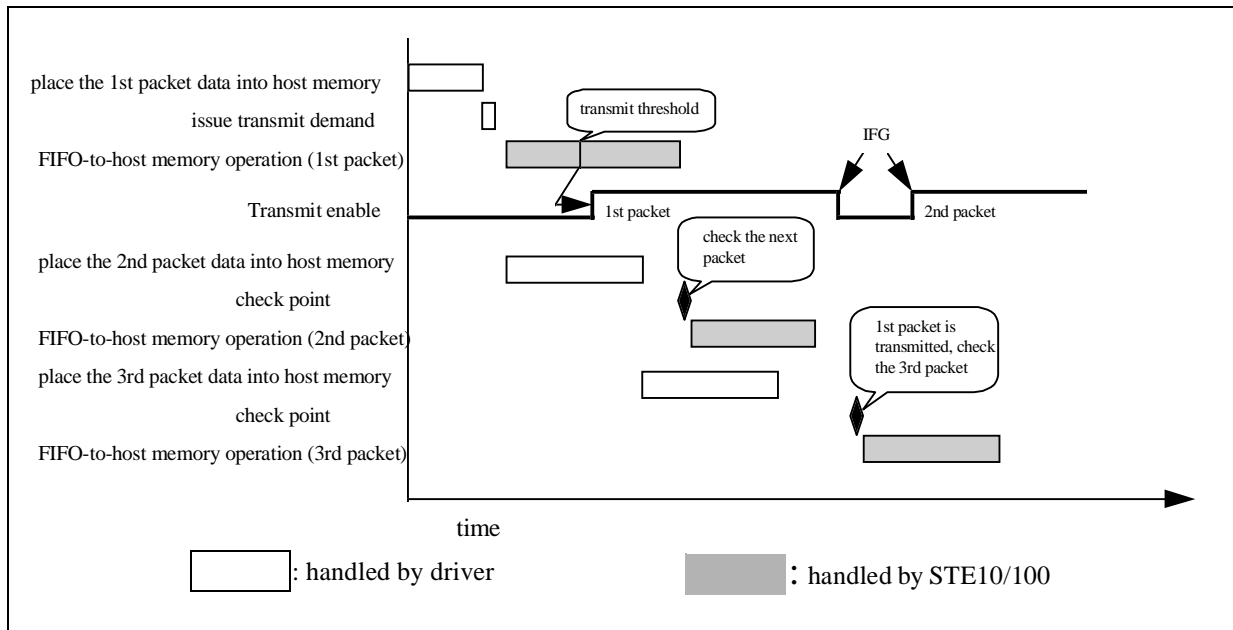 place the 1st packet data into host memory
issue transmit demand
transmit threshold
FIFO-to-host memory operation (1st packet)
IFG
Transmit enable
1st packet
2nd packet
check the next
packet
place the 2nd packet data into host memory
check point
FIFO-to-host memory operation (2nd packet)
1st packet is
transmitted, check
the 3rd packet
place the 3rd packet data into host memory
check point
FIFO-to-host memory operation (3rd packet)
time
: handled by driver
: handled by STE10/100